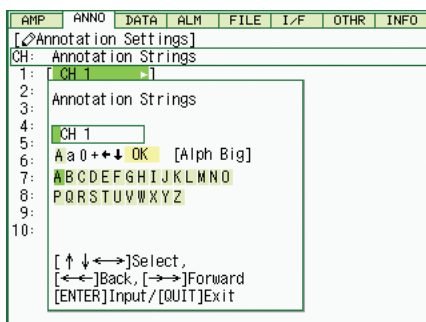 AMP ANNO DATA ALM FILE I/F OTHR INFO
[Annotation Settings]
CH: Annotation Strings
1: [ CH 1 ]
2:
Annotation Strings
3:
4:
CH 1
5:
6: A a 0 + ← ↓ OK [Alph Big]
7: A B C D E F G H I J K L M N O
8: P Q R S T U V W X Y Z
9:
10:
[↑ ↓ ←→]Select,
[←←]Back, [→→]Forward
[ENTER]Input/[QUIT]Exit